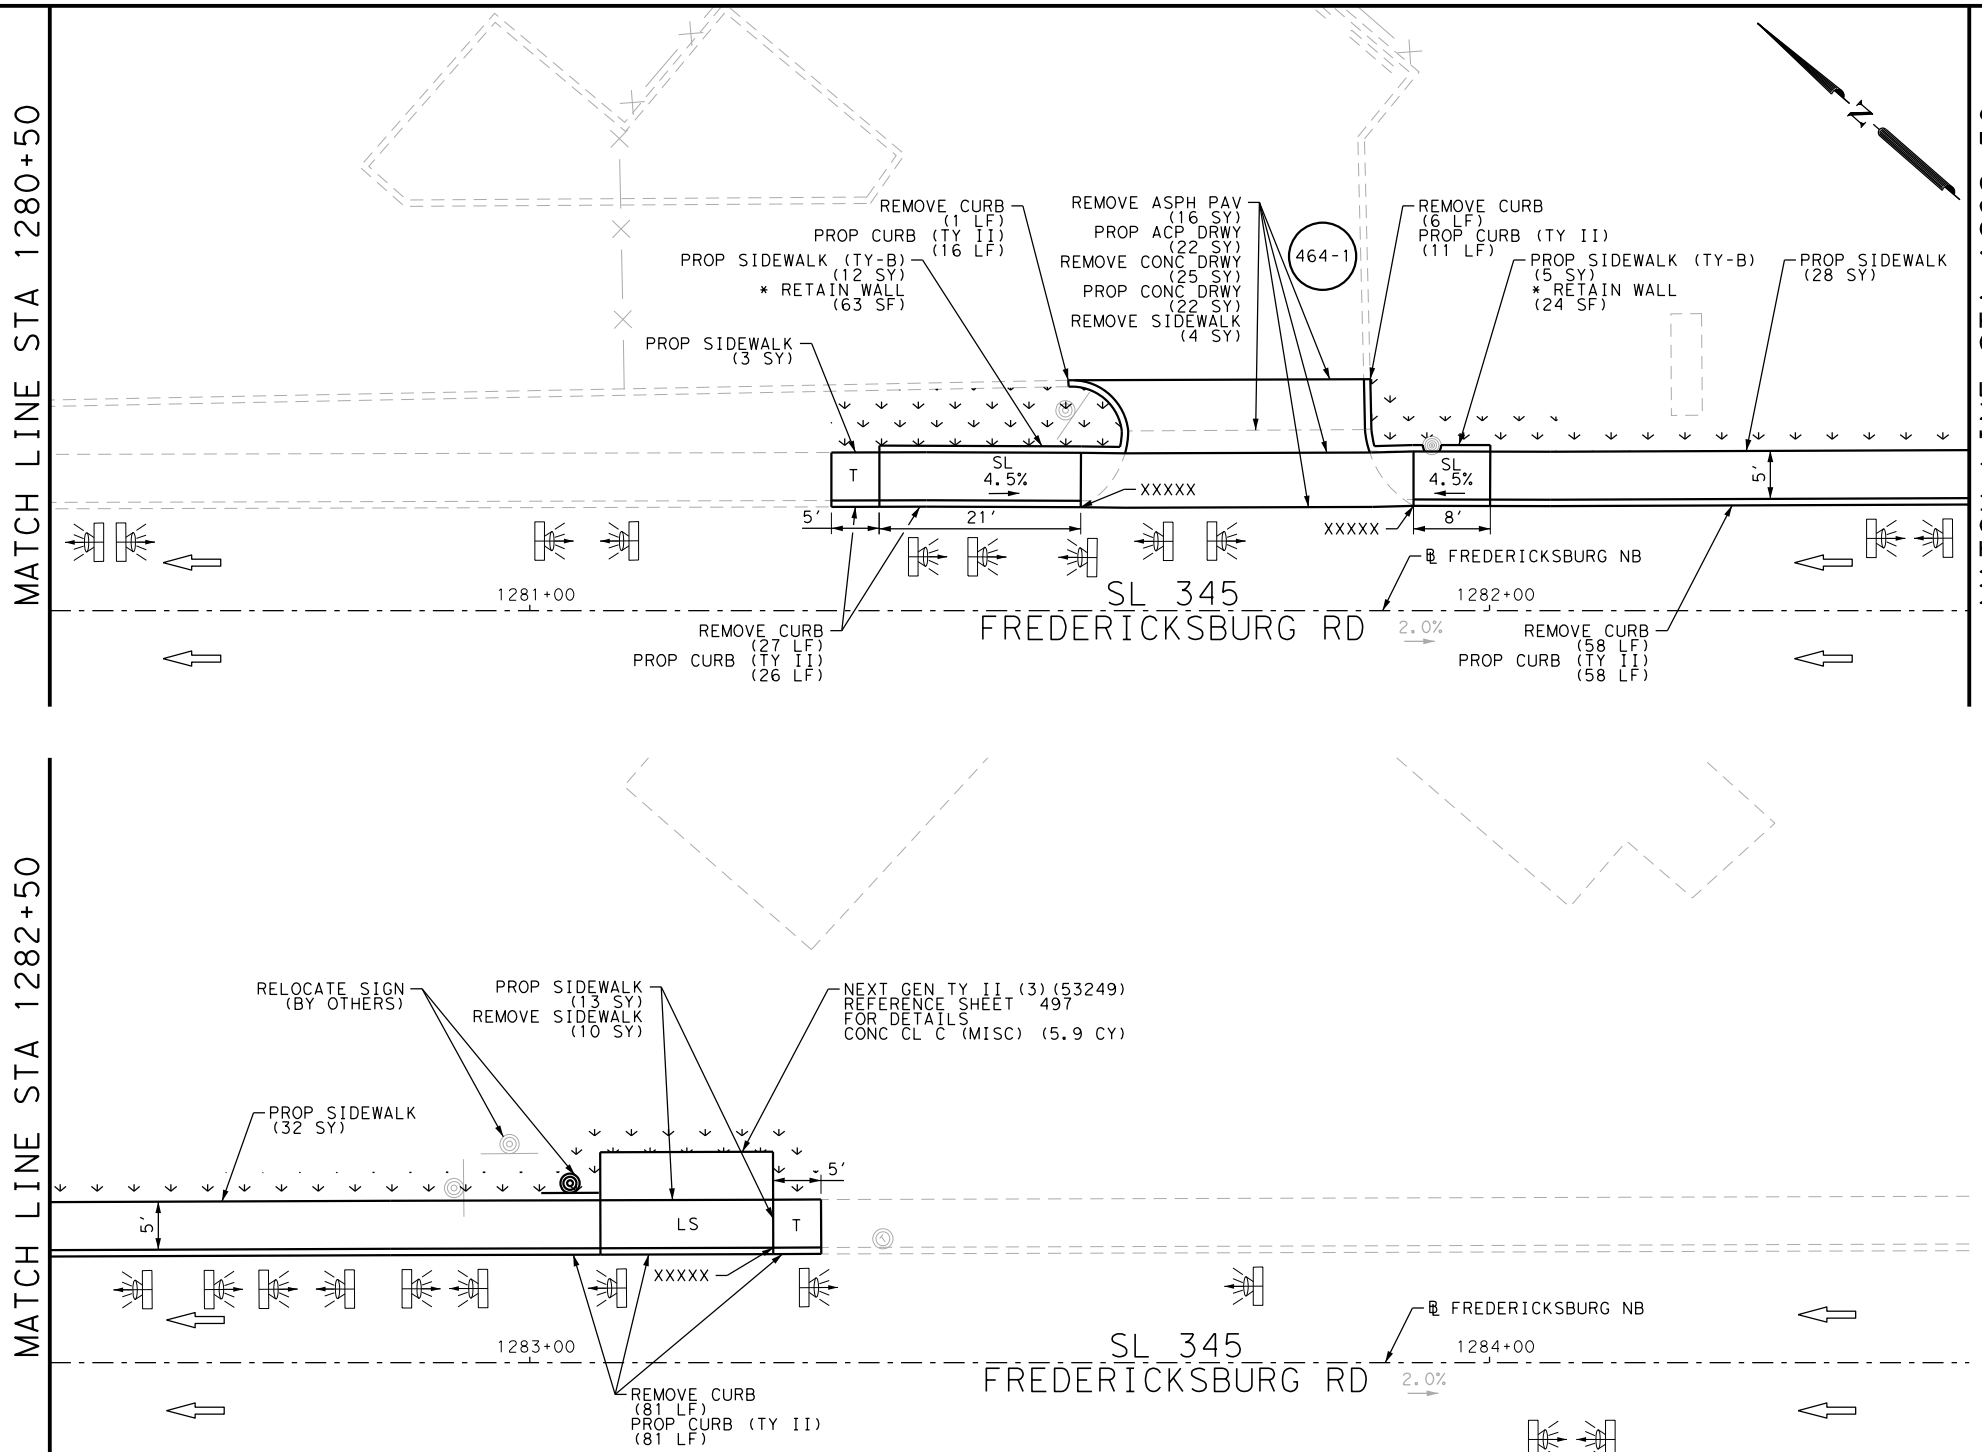 MATCH LINE STA 1280+50
N
REMOVE CURB
(1 LF)
PROP CURB (TY II)
(16 LF)
PROP SIDEWALK (TY-B)
(12 SY)
* RETAIN WALL
(63 SF)
PROP SIDEWALK
(3 SY)
REMOVE ASPH PAV
(16 SY)
PROP ACP DRWY
(22 SY)
REMOVE CONC DRWY
(25 SY)
PROP CONC DRWY
(22 SY)
REMOVE SIDEWALK
(4 SY)
464-1
REMOVE CURB
(6 LF)
PROP CURB (TY II)
(11 LF)
PROP SIDEWALK (TY-B)
(5 SY)
* RETAIN WALL
(24 SF)
PROP SIDEWALK
(28 SY)
T
SL
4.5%
XXXXX
SL
4.5%
5'
5'
21'
XXXXX
8'
℄ FREDERICKSBURG NB
1281+00
SL 345
1282+00
FREDERICKSBURG RD
2.0%
REMOVE CURB
(27 LF)
PROP CURB (TY II)
(26 LF)
REMOVE CURB
(58 LF)
PROP CURB (TY II)
(58 LF)
MATCH LINE STA 1282+50
RELOCATE SIGN
(BY OTHERS)
PROP SIDEWALK
(13 SY)
REMOVE SIDEWALK
(10 SY)
NEXT GEN TY II (3)(53249)
REFERENCE SHEET 497
FOR DETAILS
CONC CL C (MISC) (5.9 CY)
PROP SIDEWALK
(32 SY)
5'
5'
LS
T
XXXXX
℄ FREDERICKSBURG NB
1283+00
SL 345
1284+00
FREDERICKSBURG RD
2.0%
REMOVE CURB
(81 LF)
PROP CURB (TY II)
(81 LF)